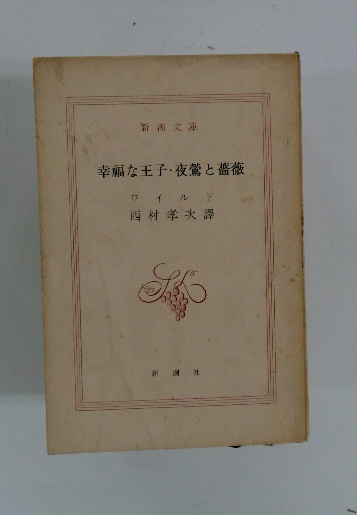 新潮文庫
幸福な王子・夜鶯と薔薇
ワイルド
西村孝次譯
新潮社